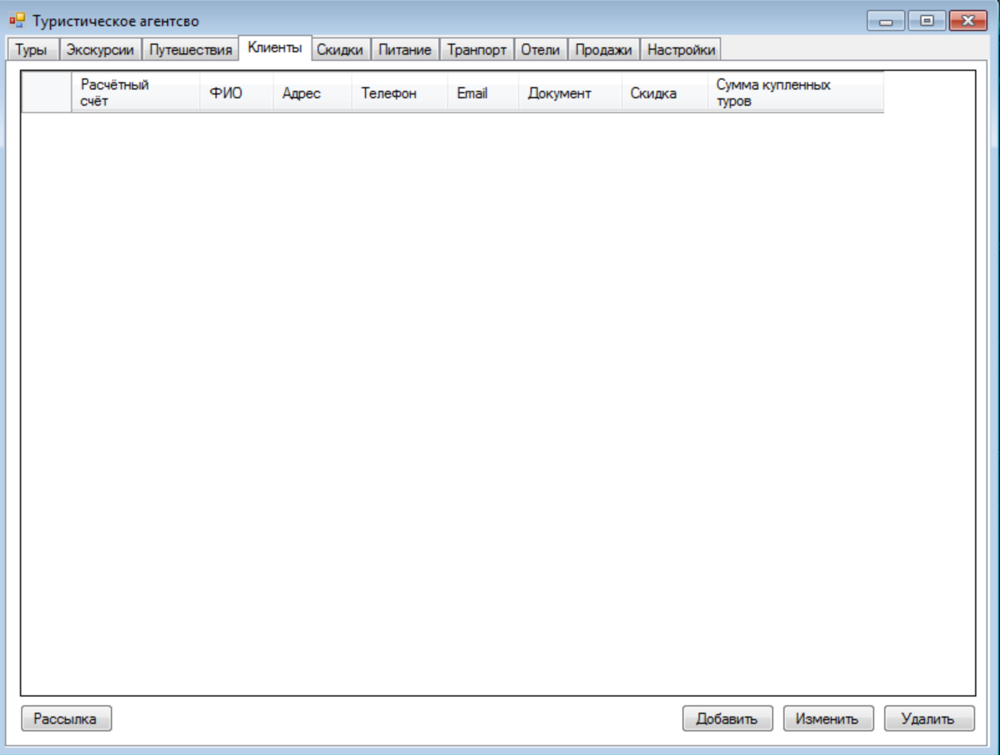 Туристическое агентсво
Туры Экскурсии Путешествия Клиенты Скидки Питание Транпорт Отели Продажи Настройки
Расчётный счёт ФИО Адрес Телефон Email Документ Скидка Сумма купленных туров
Рассылка Добавить Изменить Удалить